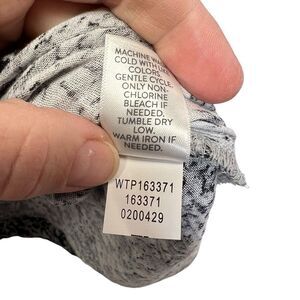 MACHINE WASH
COLD WITH LIKE
COLORS.
GENTLE CYCLE.
ONLY NON-
CHLORINE
BLEACH IF
NEEDED.
TUMBLE DRY
LOW.
WARM IRON IF
NEEDED.
WTP163371
163371
0200429